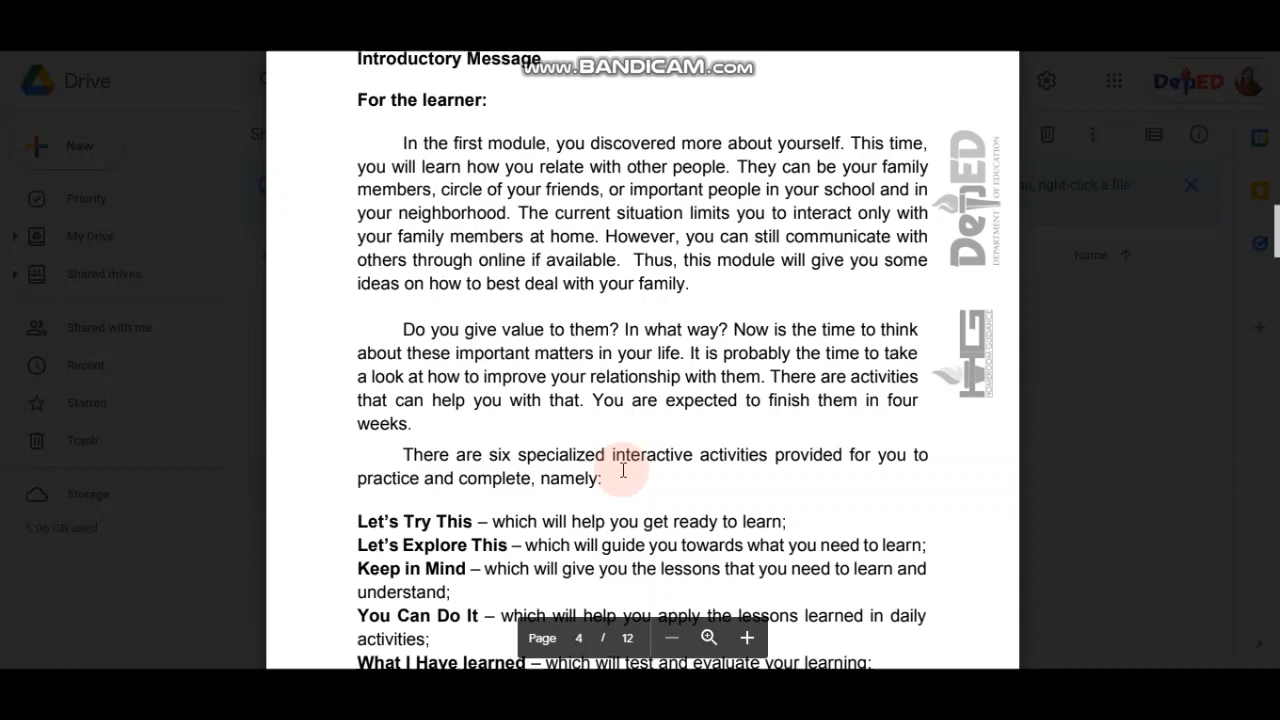 Introductory Message
www.BANDICAM.com
Drive
DepED
For the learner:
New
In the first module, you discovered more about yourself. This time,
you will learn how you relate with other people. They can be your family
members, circle of your friends, or important people in your school and in
your neighborhood. The current situation limits you to interact only with
your family members at home. However, you can still communicate with
others through online if available. Thus, this module will give you some
ideas on how to best deal with your family.
DepED
DEPARTMENT OF EDUCATION
u, right-click a file
Name
Priority
My Drive
Shared drives
Shared with me
Recent
Starred
Trash
Storage
5.06 GB used
Do you give value to them? In what way? Now is the time to think
about these important matters in your life. It is probably the time to take
a look at how to improve your relationship with them. There are activities
that can help you with that. You are expected to finish them in four
weeks.
HG
HOMEROOM GUIDANCE
There are six specialized interactive activities provided for you to
practice and complete, namely:
Let's Try This – which will help you get ready to learn;
Let's Explore This – which will guide you towards what you need to learn;
Keep in Mind – which will give you the lessons that you need to learn and
understand;
You Can Do It – which will help you apply the lessons learned in daily
activities;
Page 4 / 12
What I Have learned – which will test and evaluate your learning;